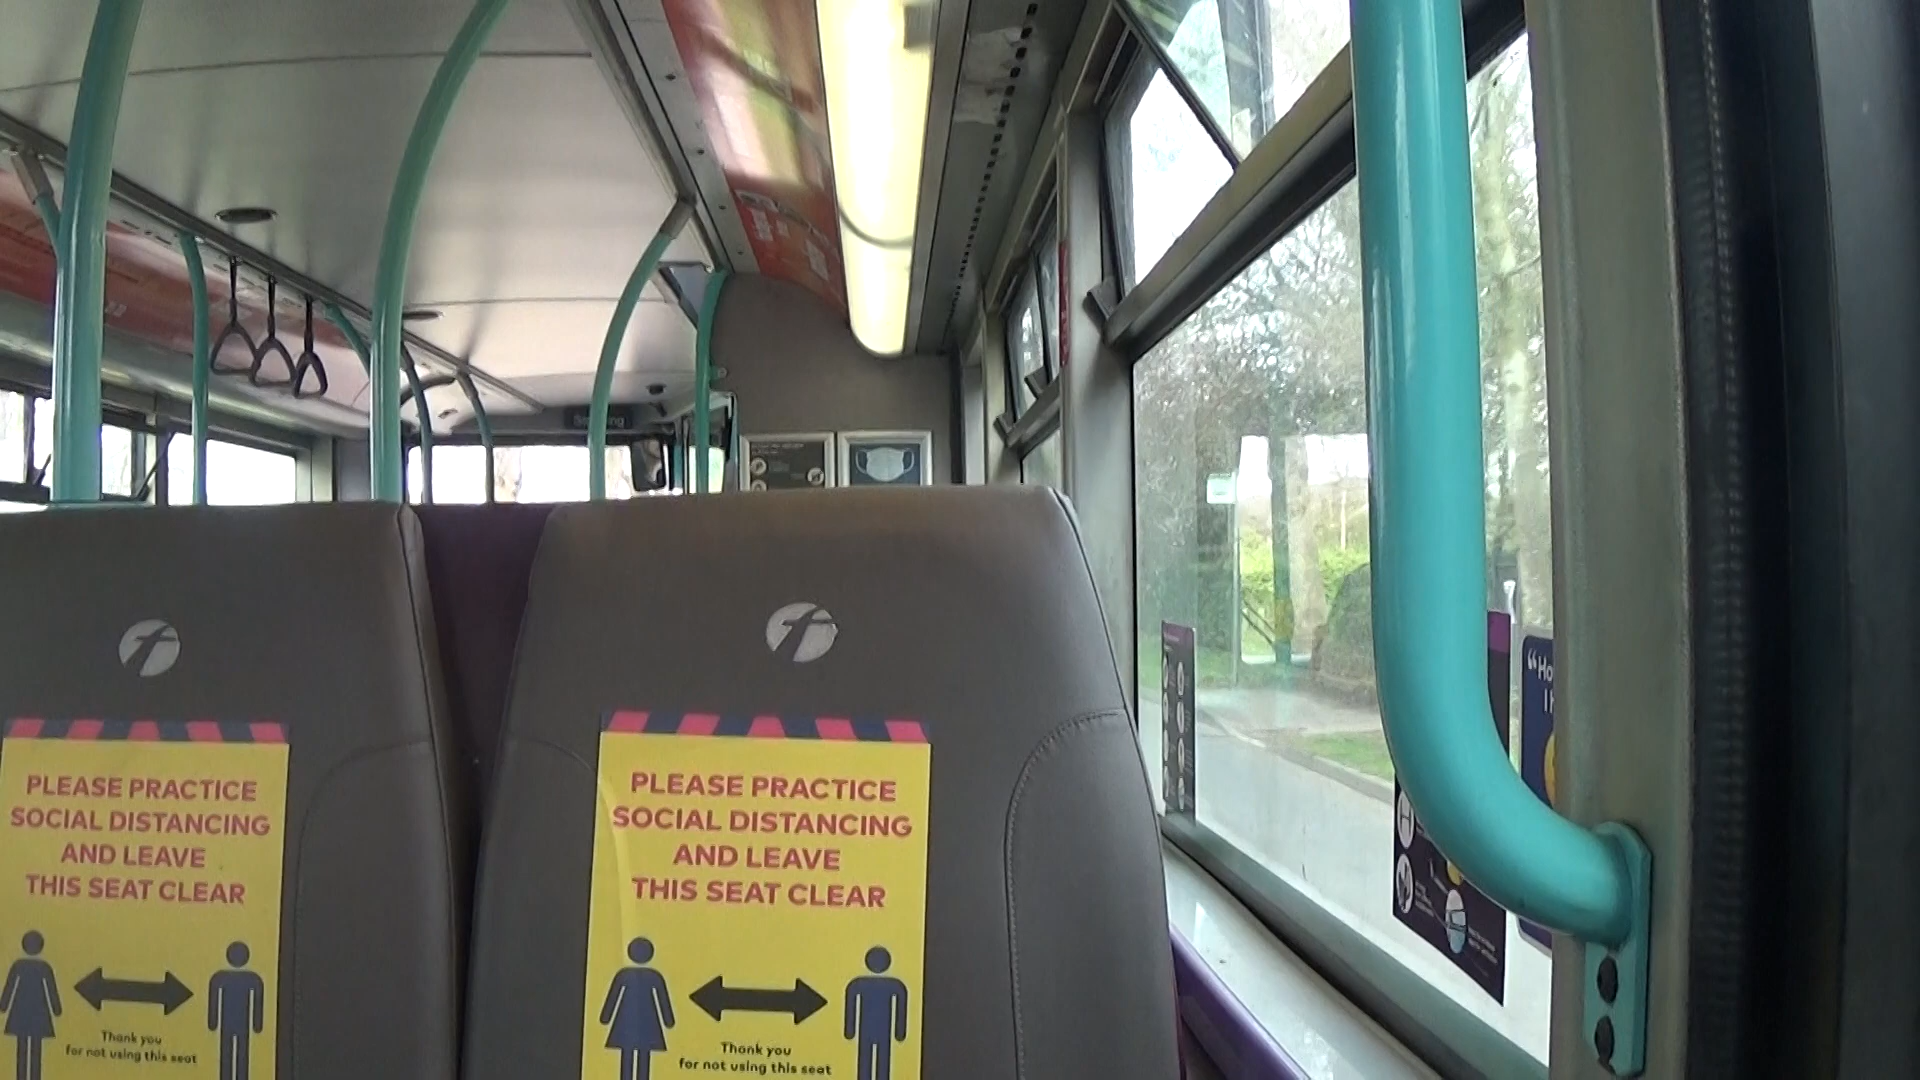 PLEASE PRACTICE
SOCIAL DISTANCING
AND LEAVE
THIS SEAT CLEAR
Thank you
for not using this seat
PLEASE PRACTICE
SOCIAL DISTANCING
AND LEAVE
THIS SEAT CLEAR
Thank you
for not using this seat
“Ho